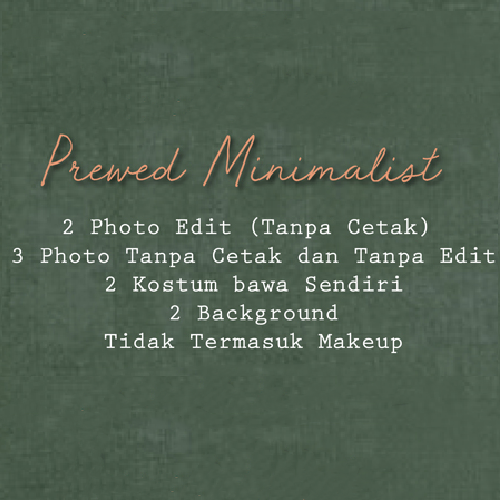 Prewed Minimalist
2 Photo Edit (Tanpa Cetak)
3 Photo Tanpa Cetak dan Tanpa Edit
2 Kostum bawa Sendiri
2 Background
Tidak Termasuk Makeup